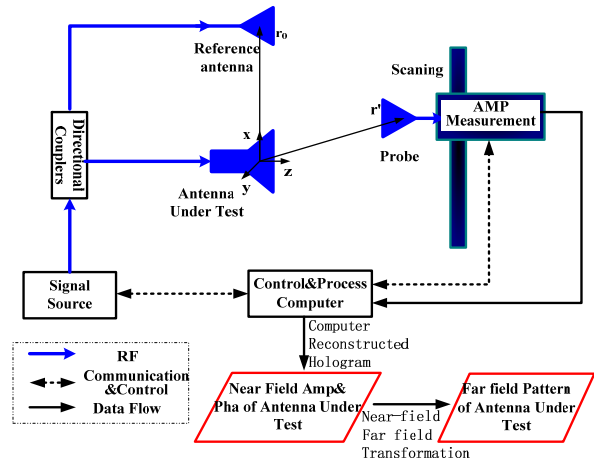 Reference
antenna
r₀
Scaning
AMP
Measurement
r'
Probe
Directional
Couplers
x
z
y
Antenna
Under Test
Signal
Source
Control&Process
Computer
Computer
Reconstructed
Hologram
RF
Communication
&Control
Data Flow
Near Field Amp&
Pha of Antenna Under
Test
Near-field
Far field
Transformation
Far field Pattern
of Antenna Under
Test